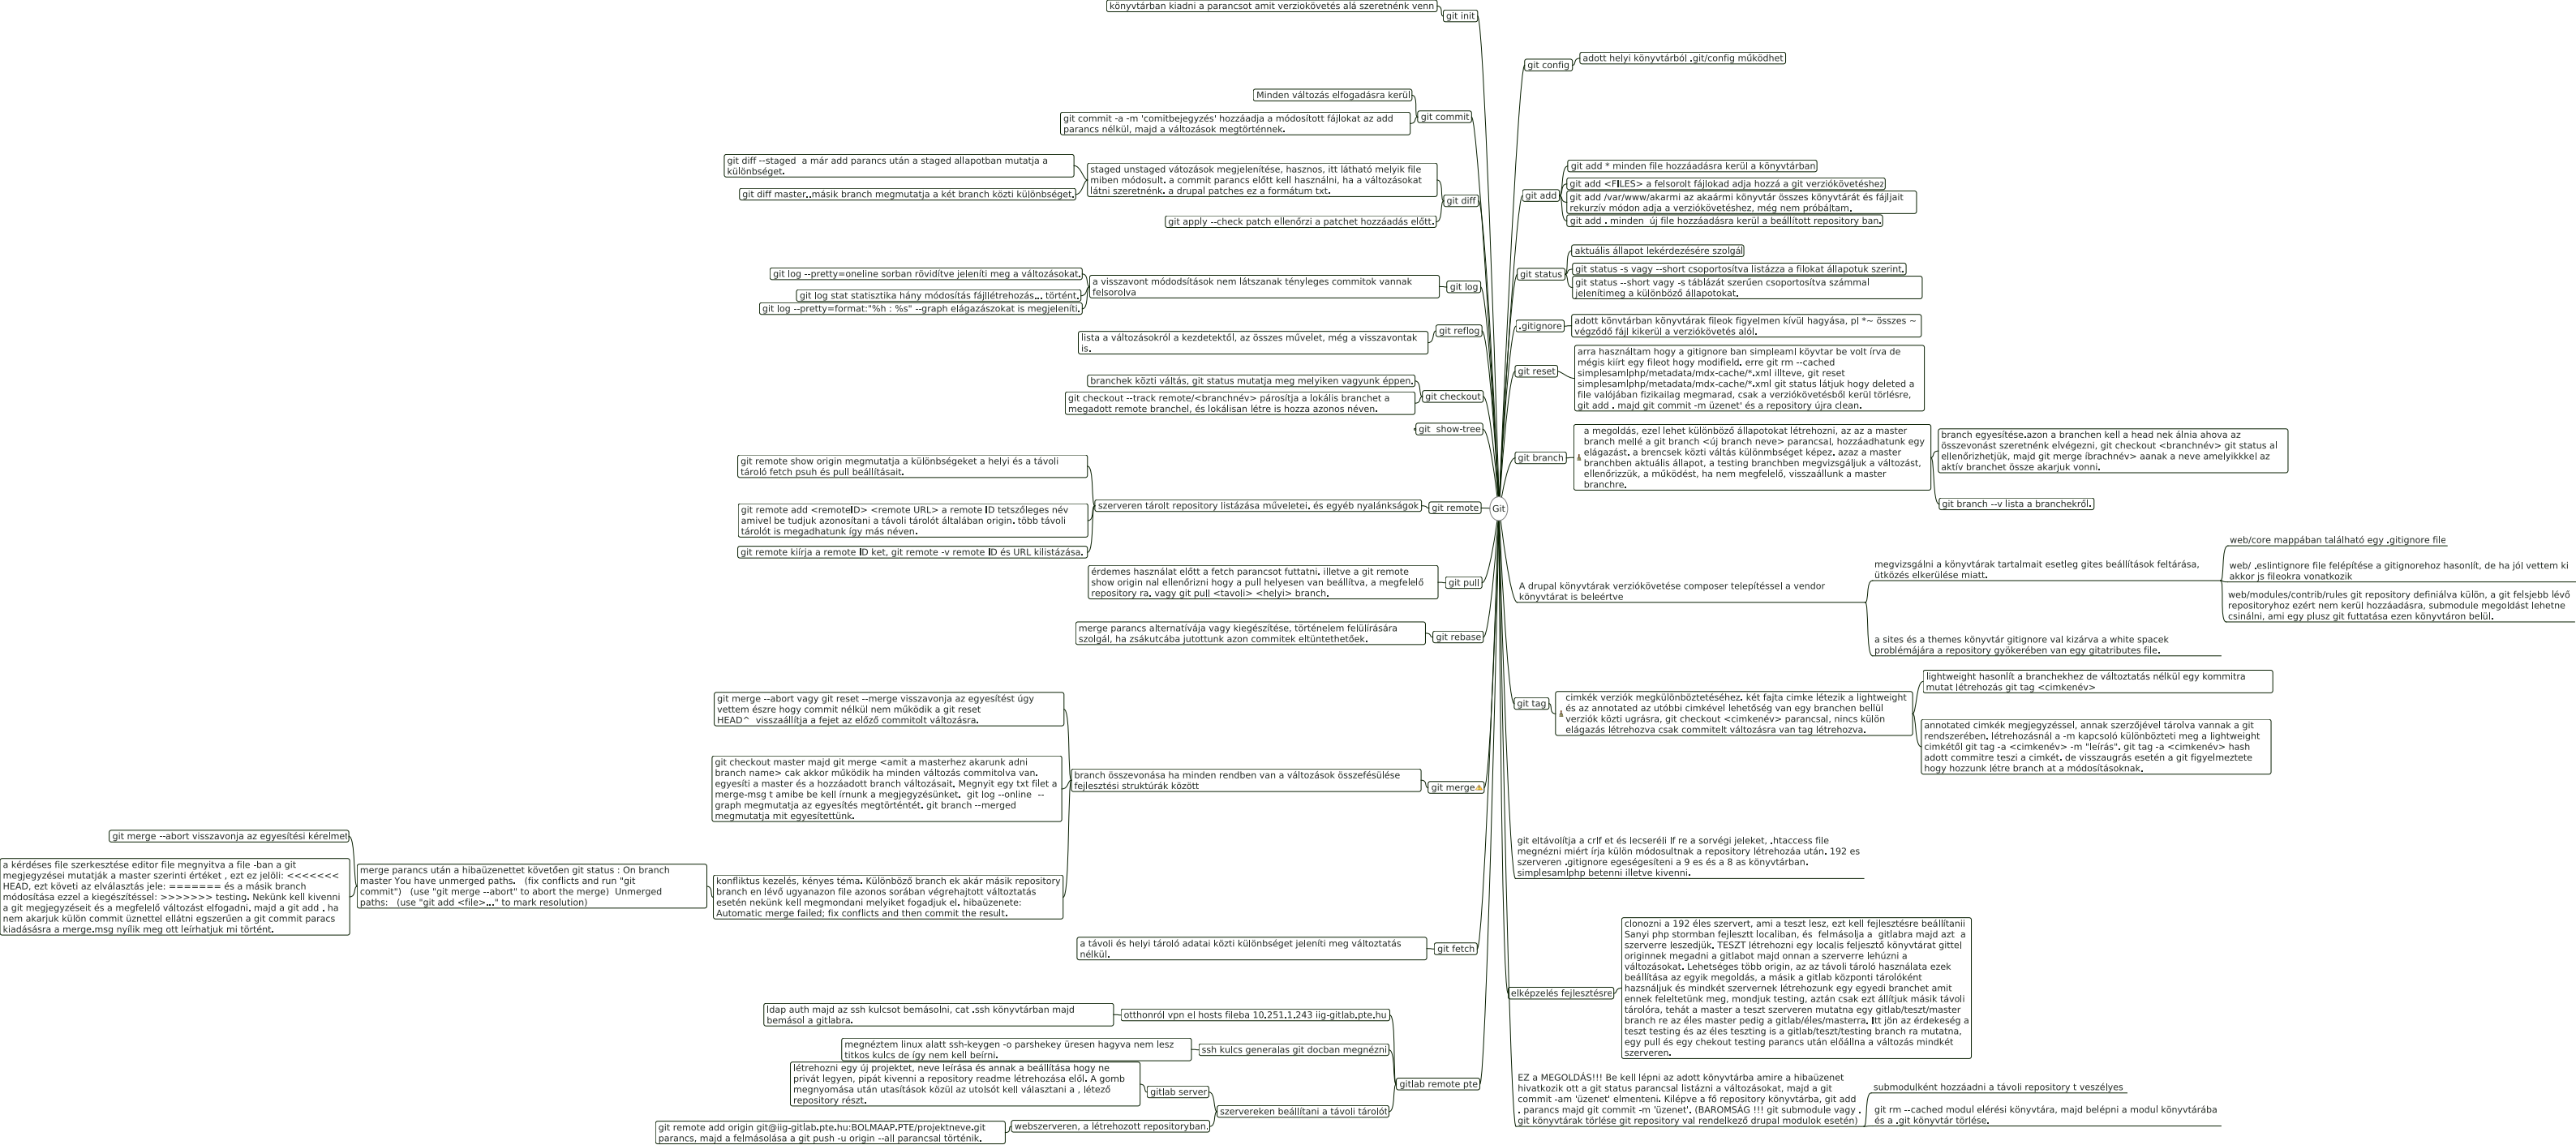 könyvtárban kiadni a parancsot amit verziokövetés alá szeretnénk venn
git init
Minden változás elfogadásra kerül
git commit -a -m 'comitbejegyzés' hozzáadja a módosított fájlokat az add
parancs nélkül, majd a változások megtörténnek.
git commit
git diff --staged  a már add parancs után a staged allapotban mutatja a
különbséget.
git diff master..másik branch megmutatja a két branch közti különbséget.
staged unstaged vátozások megjelenítése, hasznos, itt látható melyik file
miben módosult. a commit parancs előtt kell használni, ha a változásokat
látni szeretnénk. a drupal patches ez a formátum txt.
git apply --check patch ellenőrzi a patchet hozzáadás előtt.
git diff
git log --pretty=oneline sorban rövidítve jeleníti meg a változásokat.
git log stat statisztika hány módosítás fájllétrehozás... történt.
git log --pretty=format:"%h : %s" --graph elágazászokat is megjeleníti.
a visszavont módodsítások nem látszanak tényleges commitok vannak
felsorolva
git log
lista a változásokról a kezdetektől, az összes művelet, még a visszavontak
is.
git reflog
branchek közti váltás, git status mutatja meg melyiken vagyunk éppen.
git checkout --track remote/<branchnév> párosítja a lokális branchet a
megadott remote branchel, és lokálisan létre is hozza azonos néven.
git checkout
git  show-tree
git remote show origin megmutatja a különbségeket a helyi és a távoli
tároló fetch psuh és pull beállításait.
git remote add <remoteID> <remote URL> a remote ID tetszőleges név
amivel be tudjuk azonosítani a távoli tárolót általában origin. több távoli
tárolót is megadhatunk így más néven.
git remote kiírja a remote ID ket, git remote -v remote ID és URL kilistázása.
szerveren tárolt repository listázása műveletei. és egyéb nyalánkságok
git remote
érdemes használat előtt a fetch parancsot futtatni. illetve a git remote
show origin nal ellenőrizni hogy a pull helyesen van beállítva, a megfelelő
repository ra. vagy git pull <tavoli> <helyi> branch.
git pull
merge parancs alternatívája vagy kiegészítése, történelem felülírására
szolgál, ha zsákutcába jutottunk azon commitek eltüntethetőek.
git rebase
git merge --abort vagy git reset --merge visszavonja az egyesítést úgy
vettem észre hogy commit nélkül nem működik a git reset
HEAD^  visszaállítja a fejet az előző commitolt változásra.
git checkout master majd git merge <amit a masterhez akarunk adni
branch name> cak akkor működik ha minden változás commitolva van.
egyesíti a master és a hozzáadott branch változásait. Megnyit egy txt filet a
merge-msg t amibe be kell írnunk a megjegyzésünket.  git log --online  --
graph megmutatja az egyesítés megtörténtét. git branch --merged
megmutatja mit egyesítettünk.
branch összevonása ha minden rendben van a változások összefésülése
fejlesztési struktúrák között
git merge
git merge --abort visszavonja az egyesítési kérelmet
a kérdéses file szerkesztése editor file megnyitva a file -ban a git
megjegyzései mutatják a master szerinti értéket , ezt ez jelöli: <<<<<<<
HEAD, ezt követi az elválasztás jele: ======= és a másik branch
módosítása ezzel a kiegészítéssel: >>>>>>> testing. Nekünk kell kivenni
a git megjegyzéseit és a megfelelő változást elfogadni, majd a git add , ha
nem akarjuk külön commit üznettel ellátni egszerűen a git commit paracs
kiadásásra a merge.msg nyílik meg ott leírhatjuk mi történt.
merge parancs után a hibaüzenettet követően git status : On branch
master You have unmerged paths.   (fix conflicts and run "git
commit")   (use "git merge --abort" to abort the merge)  Unmerged
paths:   (use "git add <file>..." to mark resolution)
konfliktus kezelés, kényes téma. Különböző branch ek akár másik repository
branch en lévő ugyanazon file azonos sorában végrehajtott változtatás
esetén nekünk kell megmondani melyiket fogadjuk el. hibaüzenete:
Automatic merge failed; fix conflicts and then commit the result.
a távoli és helyi tároló adatai közti különbséget jeleníti meg változtatás
nélkül.
git fetch
ldap auth majd az ssh kulcsot bemásolni, cat .ssh könyvtárban majd
bemásol a gitlabra.
otthonról vpn el hosts fileba 10.251.1.243 iig-gitlab.pte.hu
megnéztem linux alatt ssh-keygen -o parshekey üresen hagyva nem lesz
titkos kulcs de így nem kell beírni.
ssh kulcs generalas git docban megnézni
létrehozni egy új projektet, neve leírása és annak a beállítása hogy ne
privát legyen, pipát kivenni a repository readme létrehozása elől. A gomb
megnyomása után utasítások közül az utolsót kell választani a , létező
repository részt.
gitlab server
szervereken beállítani a távoli tárolót
git remote add origin git@iig-gitlab.pte.hu:BOLMAAP.PTE/projektneve.git
parancs, majd a felmásolása a git push -u origin --all parancsal történik.
webszerveren, a létrehozott repositoryban.
gitlab remote pte
Git
git config
adott helyi könyvtárból .git/config működhet
git add
git add * minden file hozzáadásra kerül a könyvtárban
git add <FILES> a felsorolt fájlokad adja hozzá a git verziókövetéshez
git add /var/www/akarmi az akaármi könyvtár összes könyvtárát és fájljait
rekurzív módon adja a verziókövetéshez, még nem próbáltam.
git add . minden  új file hozzáadásra kerül a beállított repository ban.
git status
aktuális állapot lekérdezésére szolgál
git status -s vagy --short csoportosítva listázza a filokat állapotuk szerint.
git status --short vagy -s táblázát szerűen csoportosítva számmal
jelenítimeg a különböző állapotokat.
.gitignore
adott könvtárban könyvtárak fileok figyelmen kívül hagyása, pl *~ összes ~
végződő fájl kikerül a verziókövetés alól.
git reset
arra használtam hogy a gitignore ban simpleaml köyvtar be volt írva de
mégis kiírt egy fileot hogy modifield. erre git rm --cached
simplesamlphp/metadata/mdx-cache/*.xml illteve, git reset
simplesamlphp/metadata/mdx-cache/*.xml git status látjuk hogy deleted a
file valójában fizikailag megmarad, csak a verziókövetésből kerül törlésre,
git add . majd git commit -m üzenet' és a repository újra clean.
git branch
a megoldás, ezel lehet különböző állapotokat létrehozni, az az a master
branch mellé a git branch <új branch neve> parancsal, hozzáadhatunk egy
elágazást. a brencsek közti váltás különmbséget képez. azaz a master
branchben aktuális állapot, a testing branchben megvizsgáljuk a változást,
ellenőrizzük, a működést, ha nem megfelelő, visszaállunk a master
branchre.
branch egyesítése.azon a branchen kell a head nek álnia ahova az
összevonást szeretnénk elvégezni, git checkout <branchnév> git status al
ellenőrizhetjük, majd git merge íbrachnév> aanak a neve amelyikkkel az
aktív branchet össze akarjuk vonni.
git branch --v lista a branchekről.
A drupal könyvtárak verziókövetése composer telepítéssel a vendor
könyvtárat is beleértve
megvizsgálni a könyvtárak tartalmait esetleg gites beállítások feltárása,
ütközés elkerülése miatt.
web/core mappában található egy .gitignore file
web/ .eslintignore file felépítése a gitignorehoz hasonlít, de ha jól vettem ki
akkor js fileokra vonatkozik
web/modules/contrib/rules git repository definiálva külön, a git felsjebb lévő
repositoryhoz ezért nem kerül hozzáadásra, submodule megoldást lehetne
csinálni, ami egy plusz git futtatása ezen könyvtáron belül.
a sites és a themes könyvtár gitignore val kizárva a white spacek
problémájára a repository gyökerében van egy gitatributes file.
git tag
cimkék verziók megkülönböztetéséhez. két fajta cimke létezik a lightweight
és az annotated az utóbbi cimkével lehetőség van egy branchen bellül
verziók közti ugrásra, git checkout <cimkenév> parancsal, nincs külön
elágazás létrehozva csak commitelt változásra van tag létrehozva.
lightweight hasonlít a branchekhez de változtatás nélkül egy kommitra
mutat létrehozás git tag <cimkenév>
annotated cimkék megjegyzéssel, annak szerzőjével tárolva vannak a git
rendszerében. létrehozásnál a -m kapcsoló különbözteti meg a lightweight
cimkétől git tag -a <cimkenév> -m "leírás". git tag -a <cimkenév> hash
adott commitre teszi a cimkét. de visszaugrás esetén a git figyelmeztete
hogy hozzunk létre branch at a módosításoknak.
git eltávolítja a crlf et és lecseréli lf re a sorvégi jeleket, .htaccess file
megnézni miért írja külön módosultnak a repository létrehozáa után. 192 es
szerveren .gitignore egeségesíteni a 9 es és a 8 as könyvtárban.
simplesamlphp betenni illetve kivenni.
elképzelés fejlesztésre
clonozni a 192 éles szervert, ami a teszt lesz, ezt kell fejlesztésre beállítanii
Sanyi php stormban fejlesztt localiban, és  felmásolja a  gitlabra majd azt  a
szerverre leszedjük. TESZT létrehozni egy localis feljesztő könyvtárat gittel
originnek megadni a gitlabot majd onnan a szerverre lehúzni a
változásokat. Lehetséges több origin, az az távoli tároló használata ezek
beállítása az egyik megoldás, a másik a gitlab központi tárolóként
hazsnáljuk és mindkét szervernek létrehozunk egy egyedi branchet amit
ennek feleltetünk meg, mondjuk testing, aztán csak ezt állítjuk másik távoli
tárolóra, tehát a master a teszt szerveren mutatna egy gitlab/teszt/master
branch re az éles master pedig a gitlab/éles/masterra. Itt jön az érdekeség a
teszt testing és az éles teszting is a gitlab/teszt/testing branch ra mutatna,
egy pull és egy chekout testing parancs után előállna a változás mindkét
szerveren.
EZ a MEGOLDÁS!!! Be kell lépni az adott könyvtárba amire a hibaüzenet
hivatkozik ott a git status parancsal listázni a változásokat, majd a git
commit -am 'üzenet' elmenteni. Kilépve a fő repository könyvtárba, git add
. parancs majd git commit -m 'üzenet'. (BAROMSÁG !!! git submodule vagy .
git könyvtárak törlése git repository val rendelkező drupal modulok esetén)
submodulként hozzáadni a távoli repository t veszélyes
git rm --cached modul elérési könyvtára, majd belépni a modul könyvtárába
és a .git könyvtár törlése.